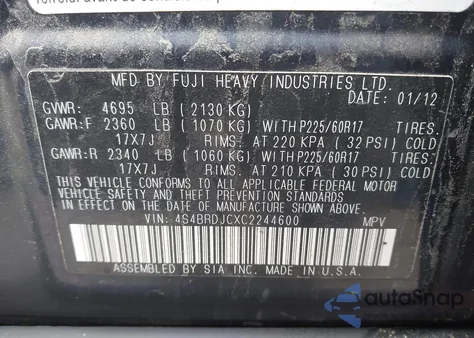 MFD BY FUJI HEAVY INDUSTRIES LTD.
DATE: 01/12
GVWR: 4695 LB (2130 KG)
GAWR:F 2360 LB (1070 KG) WITH P225/60R17 TIRES.
17X7J RIMS. AT 220 KPA (32 PSI) COLD
GAWR:R 2340 LB (1060 KG) WITH P225/60R17 TIRES.
17X7J RIMS. AT 210 KPA (30 PSI) COLD
THIS VEHICLE CONFORMS TO ALL APPLICABLE FEDERAL MOTOR
VEHICLE SAFETY, BUMPER, AND THEFT PREVENTION STANDARDS
IN EFFECT ON THE DATE OF MANUFACTURE SHOWN ABOVE.
VIN: 4S4BRDJCXC2244600 MPV
ASSEMBLED BY SIA INC. MADE IN U.S.A.
autoSnap